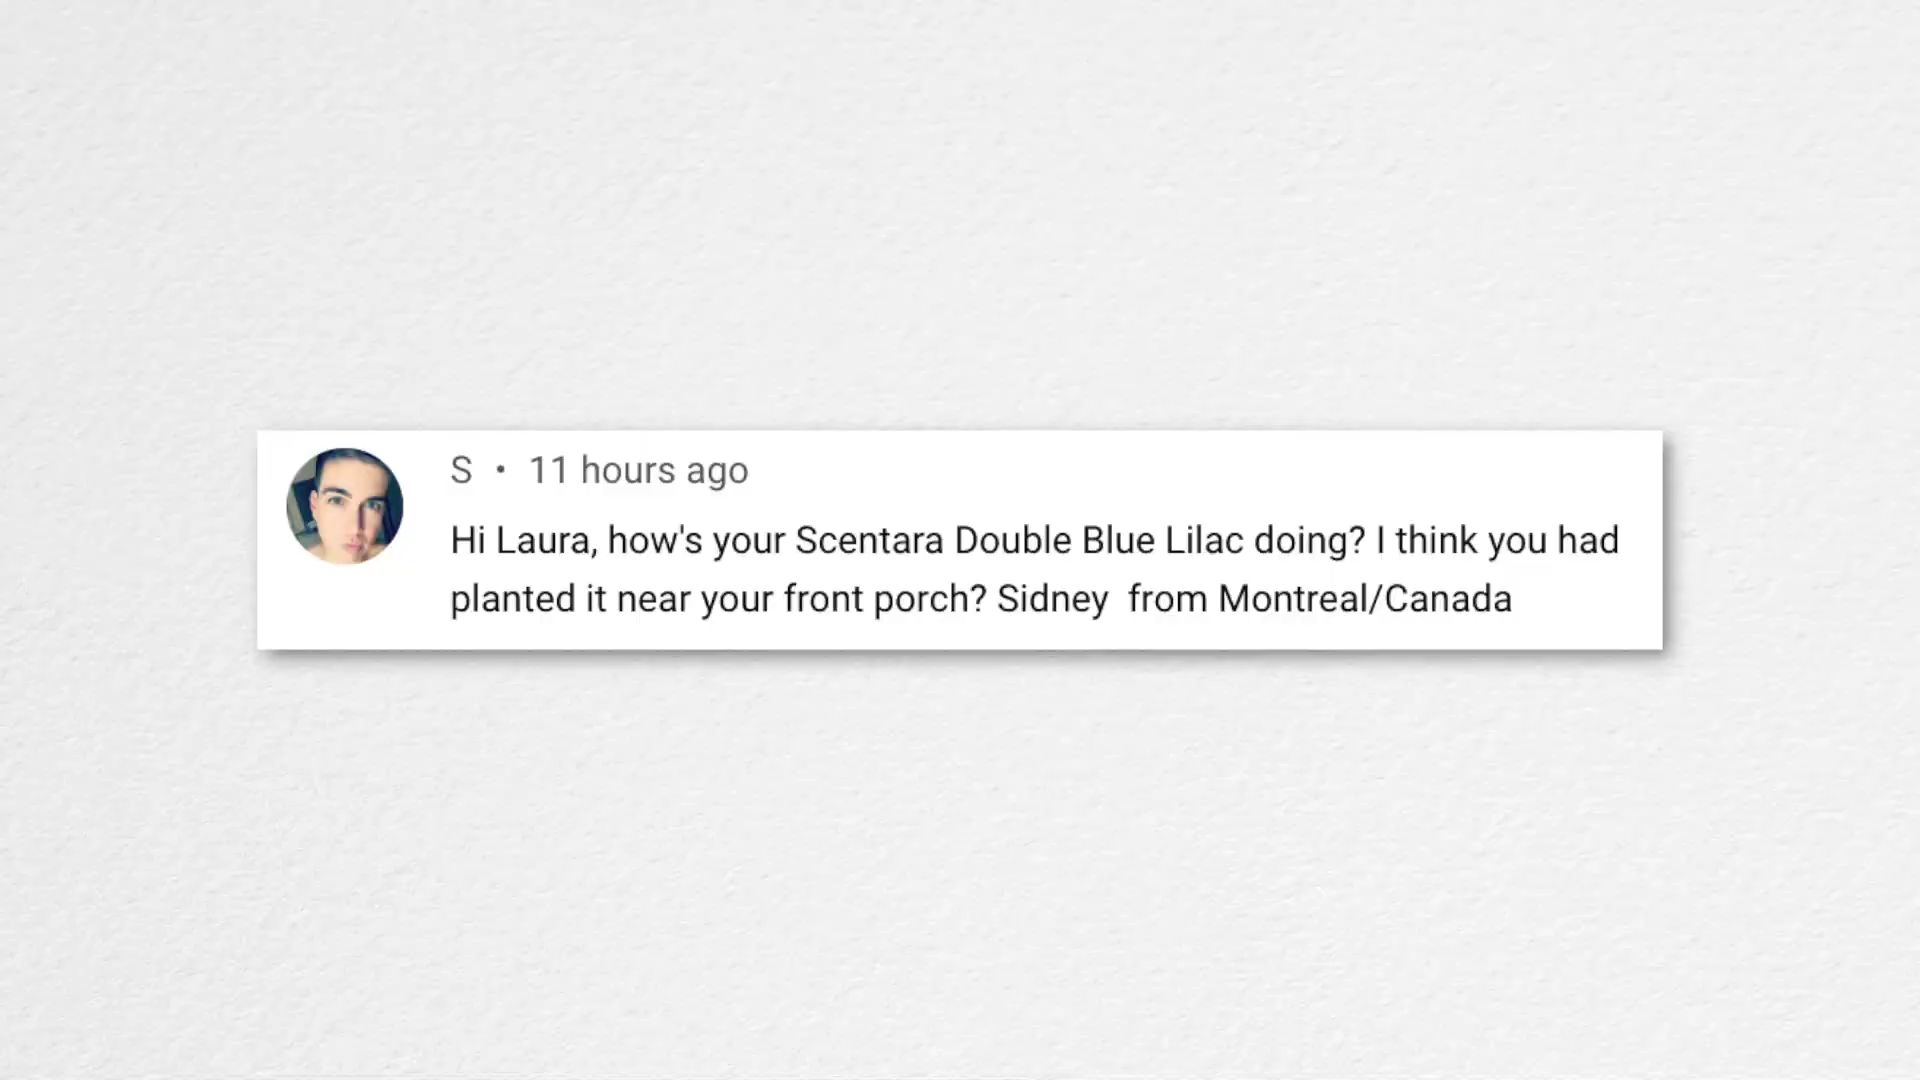 S • 11 hours ago
Hi Laura, how's your Scentara Double Blue Lilac doing? I think you had
planted it near your front porch? Sidney  from Montreal/Canada